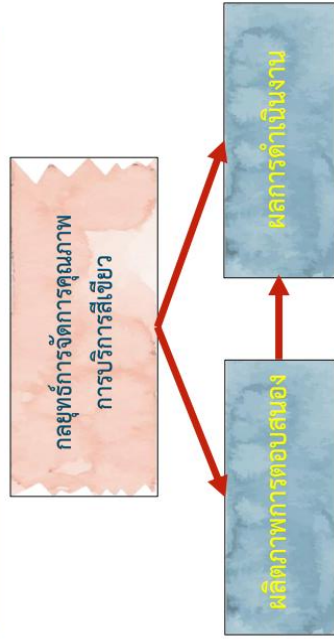 กลยุทธ์การจัดการคุณภาพ
การบริการสีเขียว
ผลิตภาพการตอบสนอง
ผลการดำเนินงาน